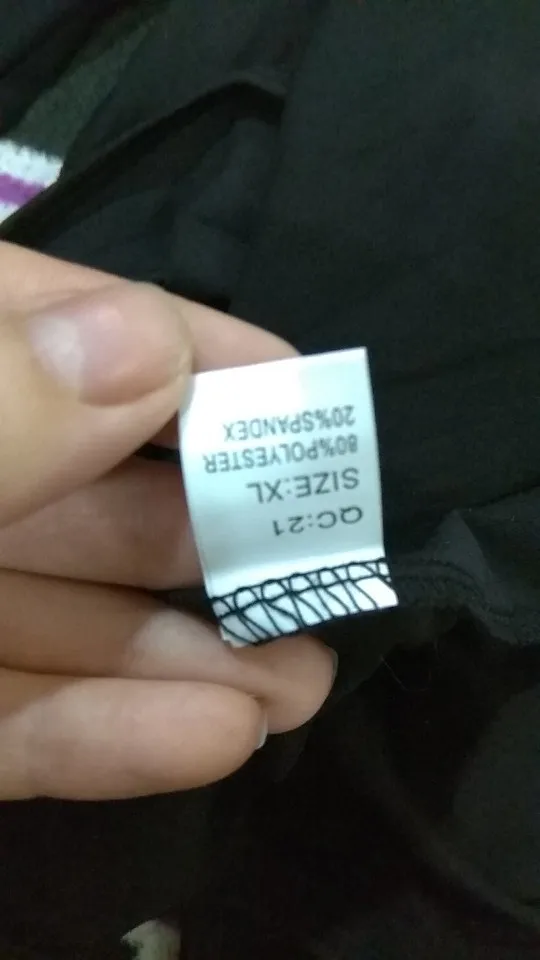 QC:21
SIZE:XL
80%POLYESTER
20%SPANDEX